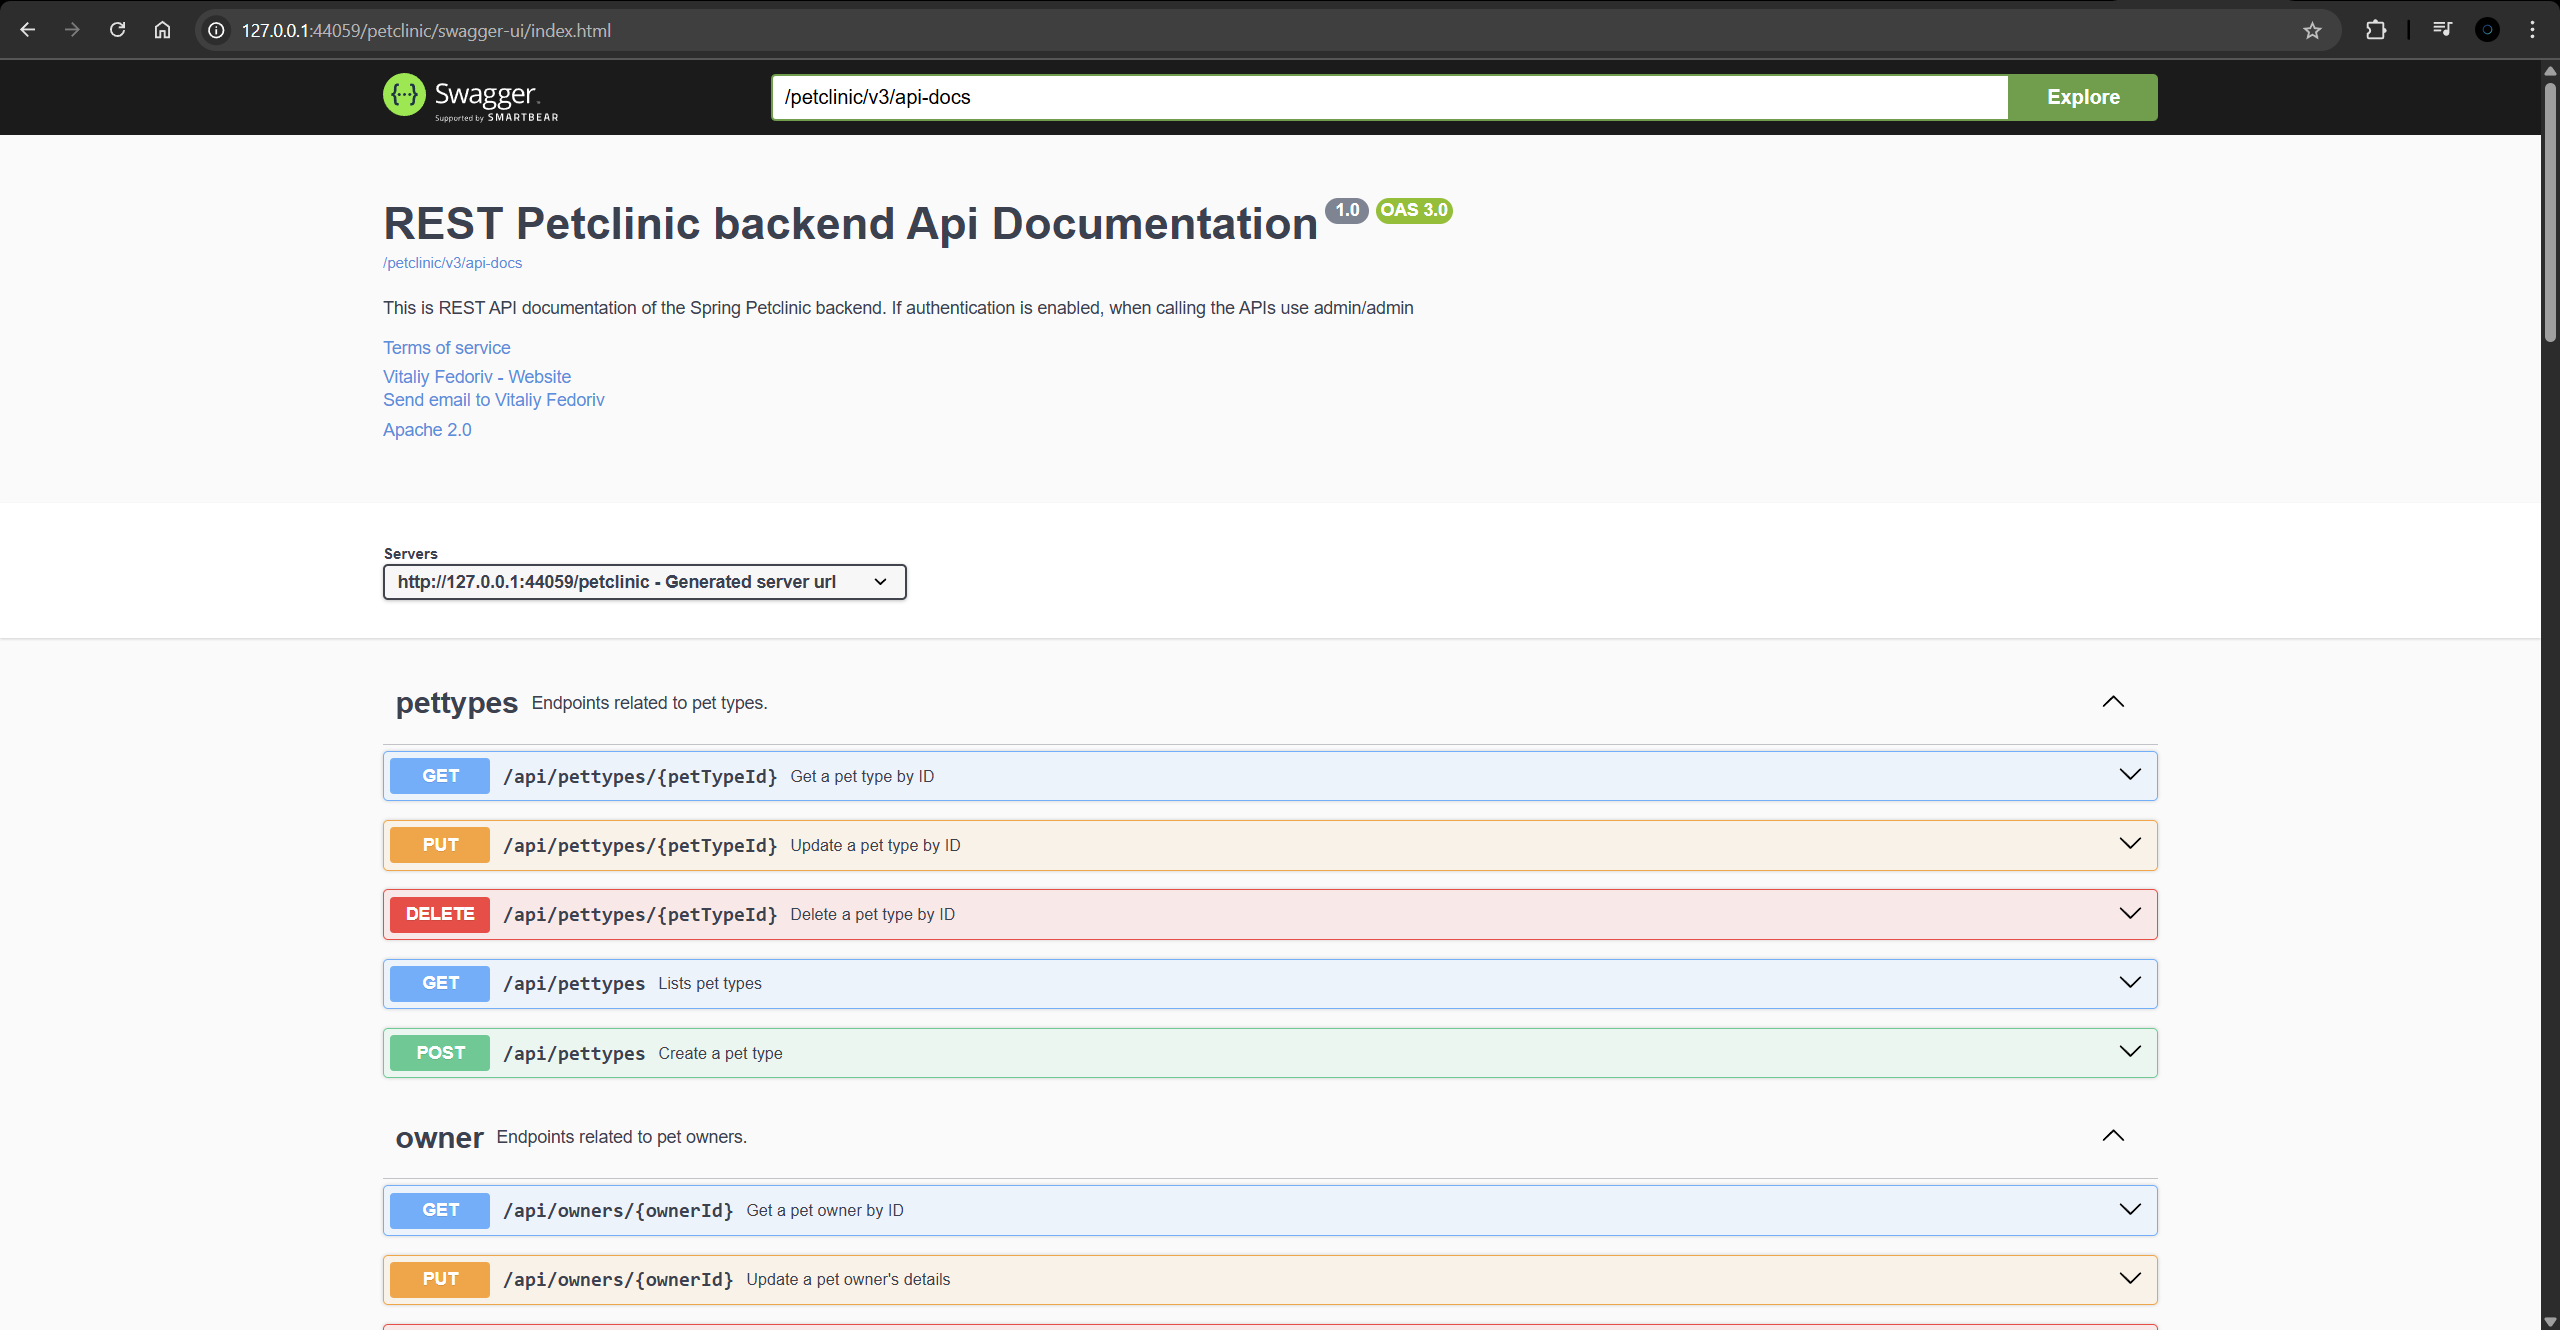 127.0.0.1:44059/petclinic/swagger-ui/index.html
Swagger.
Supported by SMARTBEAR
/petclinic/v3/api-docs
Explore
REST Petclinic backend Api Documentation 1.0 OAS 3.0
/petclinic/v3/api-docs
This is REST API documentation of the Spring Petclinic backend. If authentication is enabled, when calling the APIs use admin/admin
Terms of service
Vitaliy Fedoriv - Website
Send email to Vitaliy Fedoriv
Apache 2.0
Servers
http://127.0.0.1:44059/petclinic - Generated server url
pettypes Endpoints related to pet types.
GET /api/pettypes/{petTypeId} Get a pet type by ID
PUT /api/pettypes/{petTypeId} Update a pet type by ID
DELETE /api/pettypes/{petTypeId} Delete a pet type by ID
GET /api/pettypes Lists pet types
POST /api/pettypes Create a pet type
owner Endpoints related to pet owners.
GET /api/owners/{ownerId} Get a pet owner by ID
PUT /api/owners/{ownerId} Update a pet owner's details